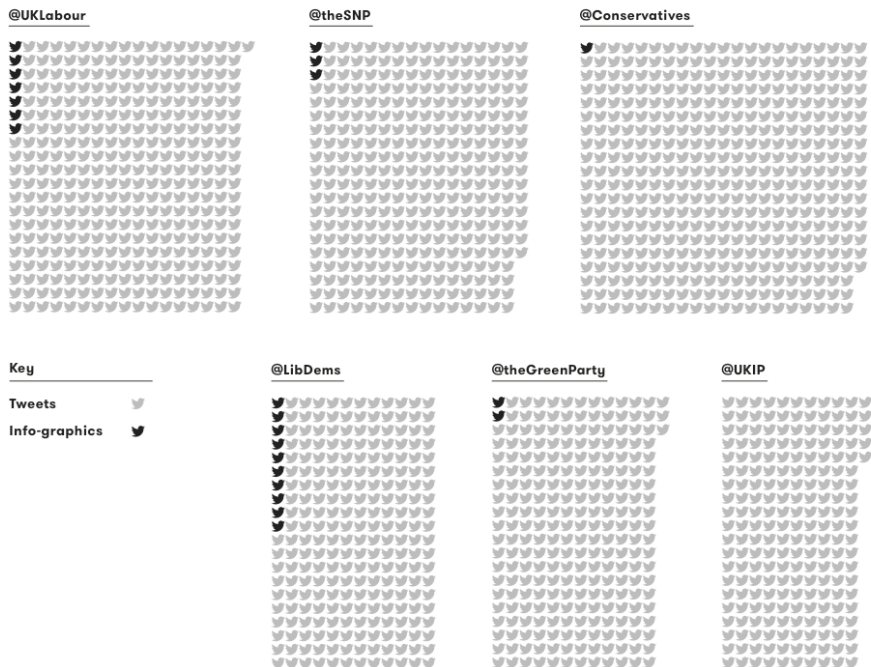 @UKLabour
@theSNP
@Conservatives
Key
Tweets
Info-graphics
@LibDems
@theGreenParty
@UKIP